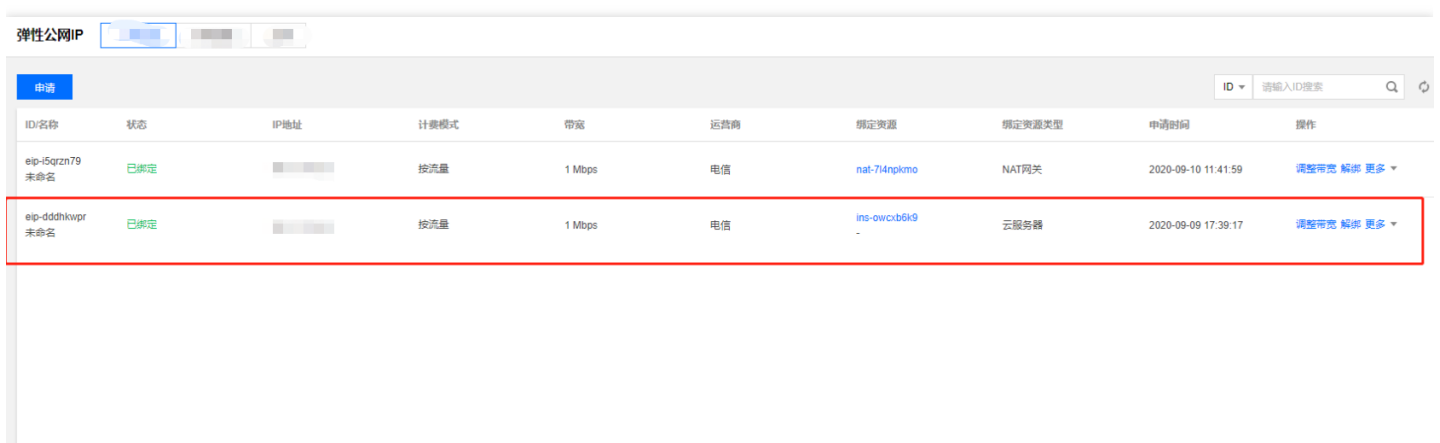 弹性公网IP
申请
ID
请输入ID搜索
ID/名称 状态 IP地址 计费模式 带宽 运营商 绑定资源 绑定资源类型 申请时间 操作
eip-i5qrzn79
未命名
已绑定 按流量 1 Mbps 电信 nat-7l4npkmo NAT网关 2020-09-10 11:41:59 调整带宽 解绑 更多
eip-dddhkwpr
未命名
已绑定 按流量 1 Mbps 电信 ins-owcxb6k9 云服务器 2020-09-09 17:39:17 调整带宽 解绑 更多
-